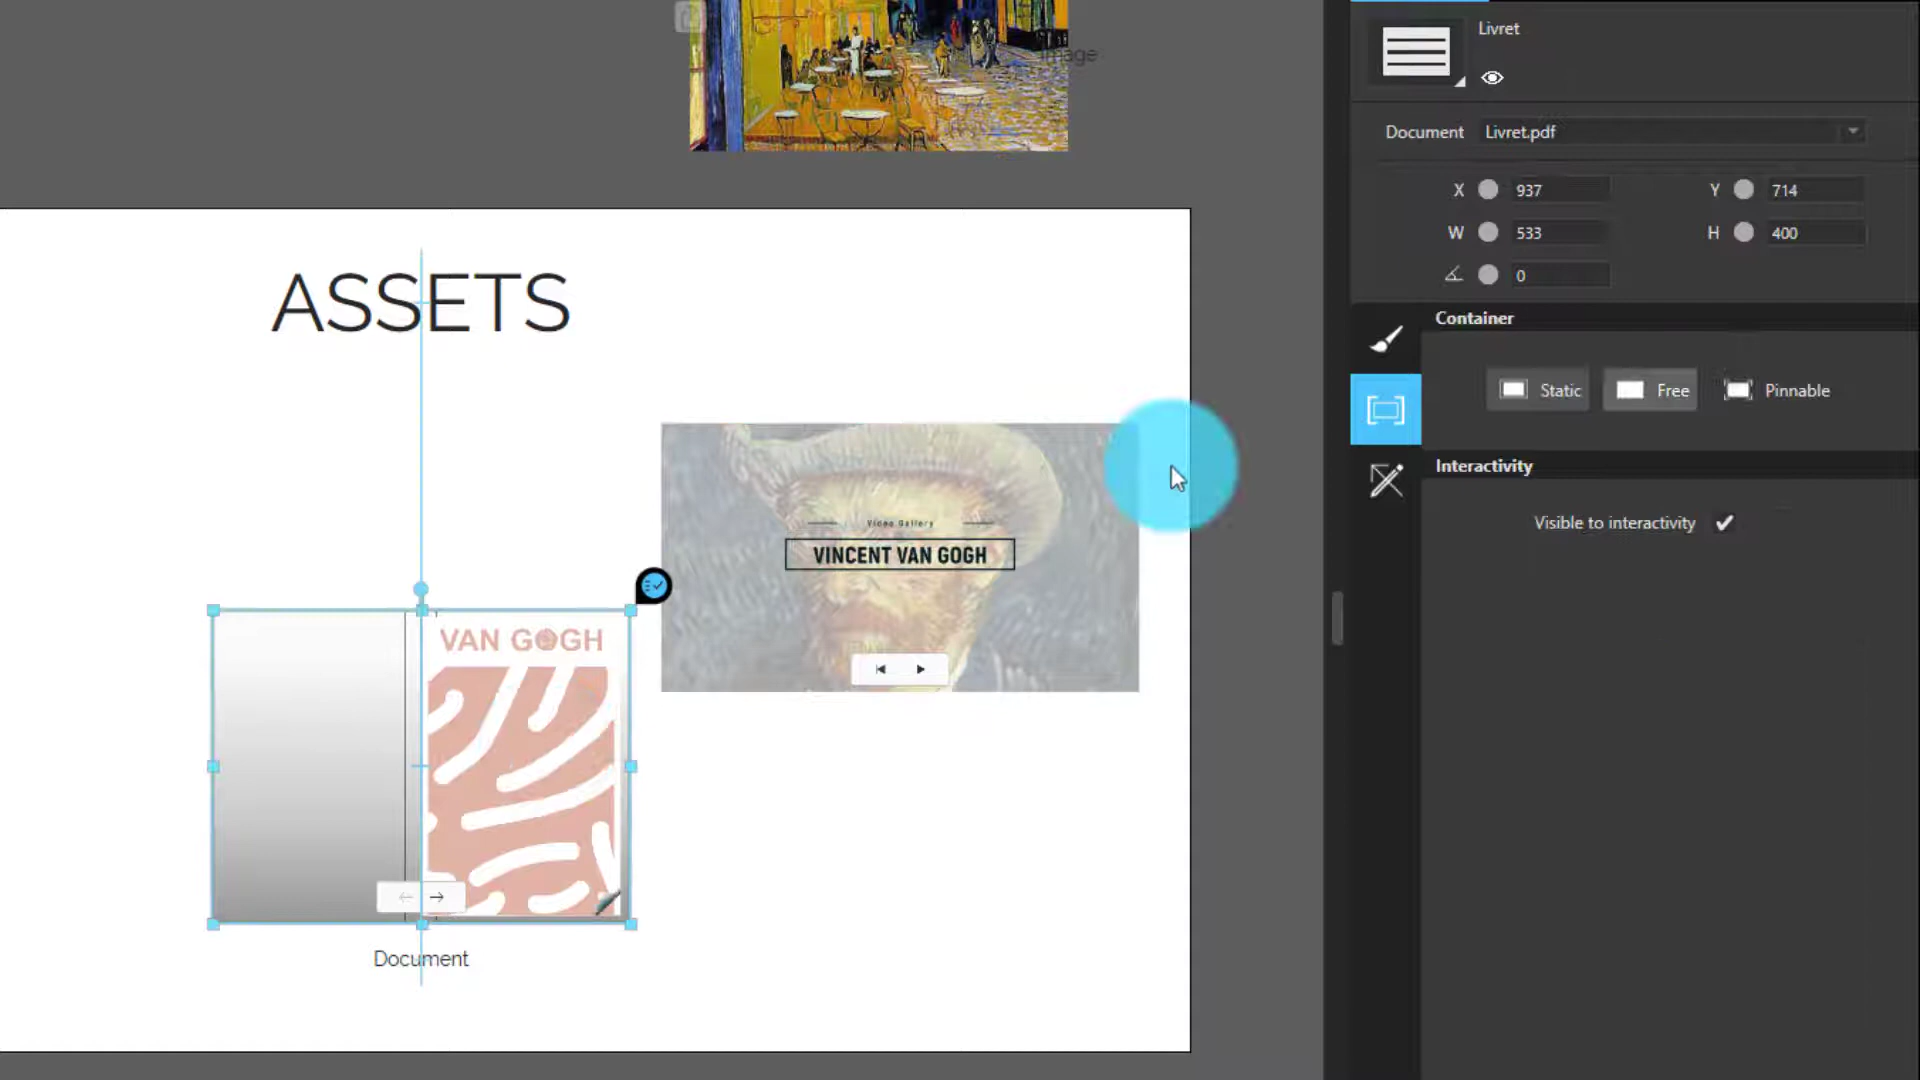 Image
ASSETS
Video Gallery
VINCENT VAN GOGH
VAN GOGH
Document
Livret
Document Livret.pdf
X 937 Y 714
W 533 H 400
0
Container
Static Free Pinnable
Interactivity
Visible to interactivity